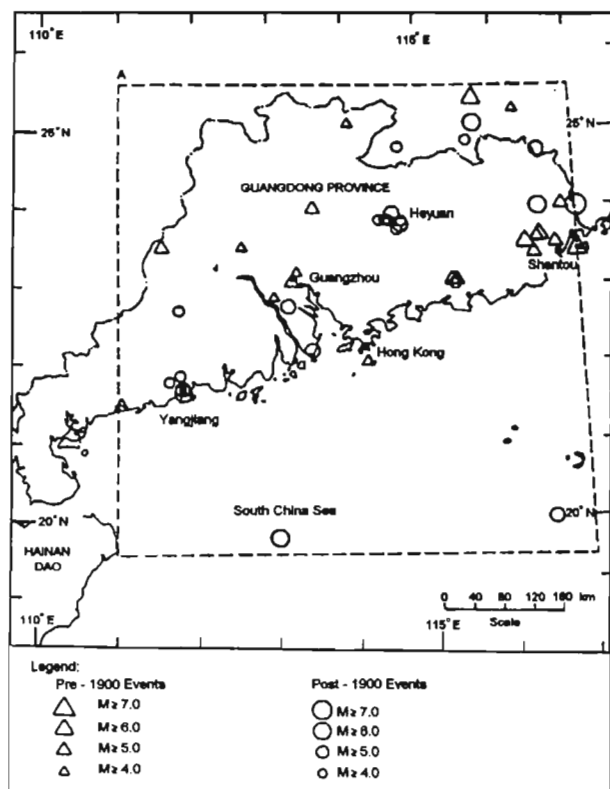 110°E
115°E
A
25°N
25°N
GUANGDONG PROVINCE
Heyuan
Shantou
Guangzhou
Hong Kong
Yangjiang
South China Sea
20°N
20°N
HAINAN
DAO
0 40 80 120 160 km
Scale
110°E
115°E
Legend:
Pre - 1900 Events
Post - 1900 Events
M ≥ 7.0
M ≥ 7.0
M ≥ 6.0
M ≥ 6.0
M ≥ 5.0
M ≥ 5.0
M ≥ 4.0
M ≥ 4.0